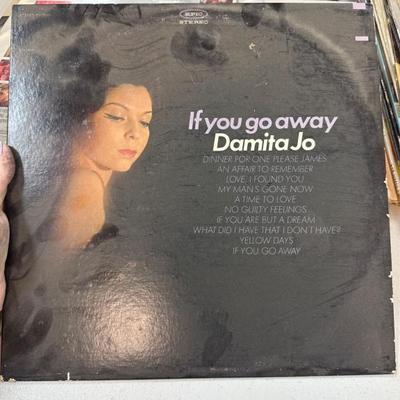 EPIC
STEREO
If you go away
Damita Jo
DINNER FOR ONE PLEASE JAMES
AN AFFAIR TO REMEMBER
LOVE, I FOUND YOU
MY MAN'S GONE NOW
A TIME TO LOVE
NO GUILTY FEELINGS
IF YOU ARE BUT A DREAM
WHAT DID I HAVE THAT I DON'T HAVE?
YELLOW DAYS
IF YOU GO AWAY